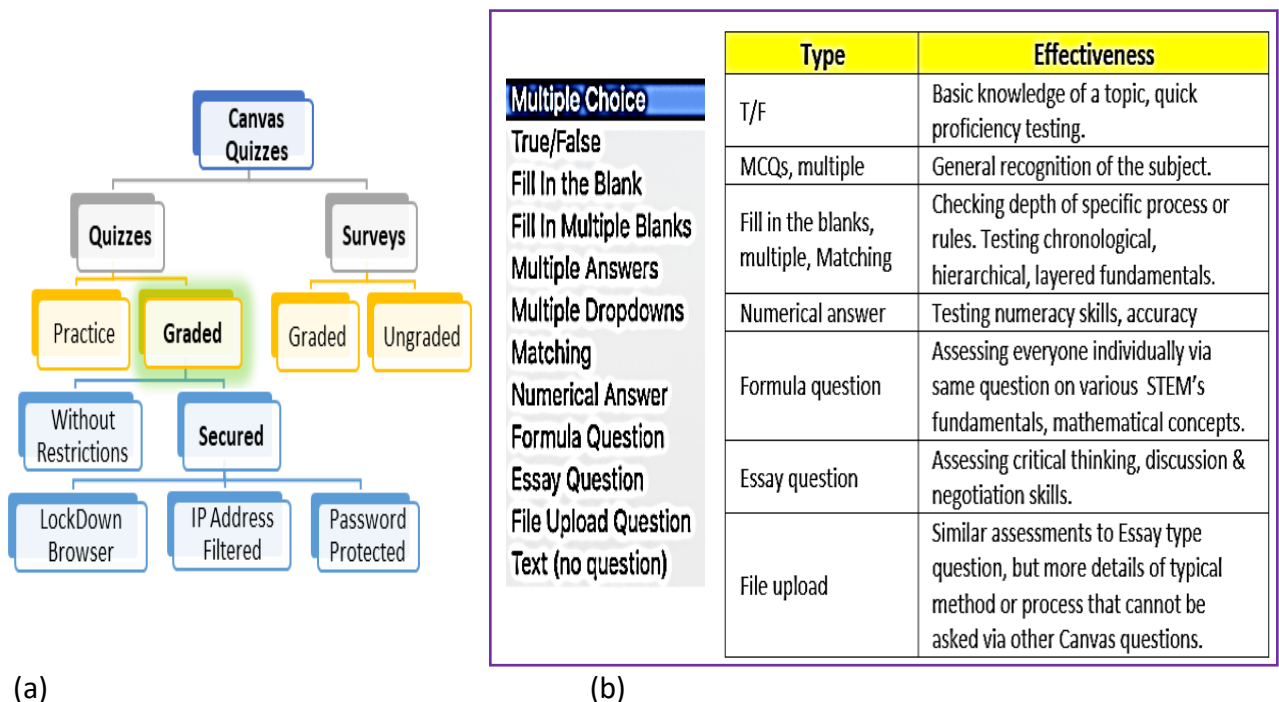 Canvas
Quizzes
Quizzes
Surveys
Practice
Graded
Graded
Ungraded
Without
Restrictions
Secured
LockDown
Browser
IP Address
Filtered
Password
Protected
(a)
Multiple Choice
True/False
Fill In the Blank
Fill In Multiple Blanks
Multiple Answers
Multiple Dropdowns
Matching
Numerical Answer
Formula Question
Essay Question
File Upload Question
Text (no question)
Type
Effectiveness
T/F
Basic knowledge of a topic, quick
proficiency testing.
MCQs, multiple
General recognition of the subject.
Fill in the blanks,
multiple, Matching
Checking depth of specific process or
rules. Testing chronological,
hierarchical, layered fundamentals.
Numerical answer
Testing numeracy skills, accuracy
Formula question
Assessing everyone individually via
same question on various STEM's
fundamentals, mathematical concepts.
Essay question
Assessing critical thinking, discussion &
negotiation skills.
File upload
Similar assessments to Essay type
question, but more details of typical
method or process that cannot be
asked via other Canvas questions.
(b)